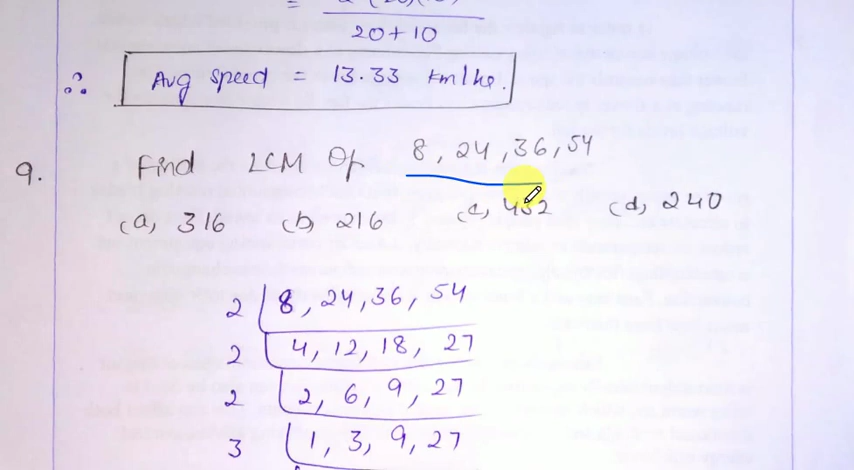 20+10
∴ Avg speed = 13.33 Km/hr.
9. Find LCM Of 8, 24, 36, 54
(a, 316 (b, 216 (c, 432 (d, 240
2 8, 24, 36, 54
2 4, 12, 18, 27
2 2, 6, 9, 27
3 1, 3, 9, 27